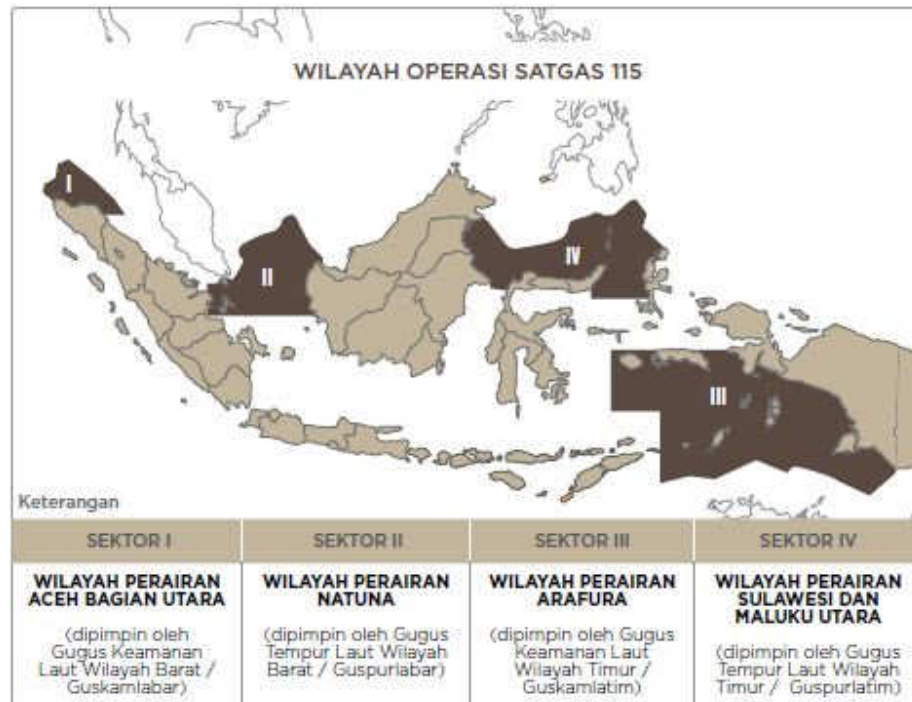 WILAYAH OPERASI SATGAS 115
I
II
IV
III
Keterangan
SEKTOR I
SEKTOR II
SEKTOR III
SEKTOR IV
WILAYAH PERAIRAN
ACEH BAGIAN UTARA
(dipimpin oleh
Gugus Keamanan
Laut Wilayah Barat /
Guskamlabar)
WILAYAH PERAIRAN
NATUNA
(dipimpin oleh Gugus
Tempur Laut Wilayah
Barat / Guspurlabar)
WILAYAH PERAIRAN
ARAFURA
(dipimpin oleh Gugus
Keamanan Laut
Wilayah Timur /
Guskamlatim)
WILAYAH PERAIRAN
SULAWESI DAN
MALUKU UTARA
(dipimpin oleh Gugus
Tempur Laut Wilayah
Timur / Guspurlatim)